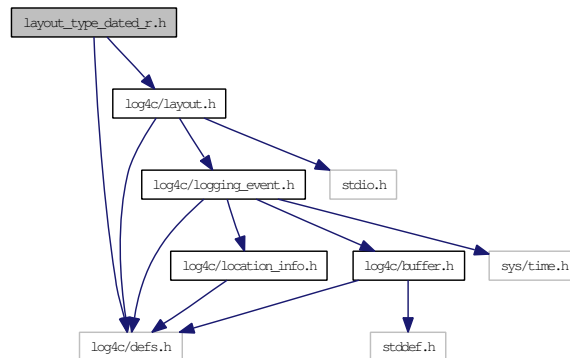 layout_type_dated_r.h
log4c/layout.h
log4c/logging_event.h
stdio.h
log4c/location_info.h
log4c/buffer.h
sys/time.h
log4c/defs.h
stddef.h